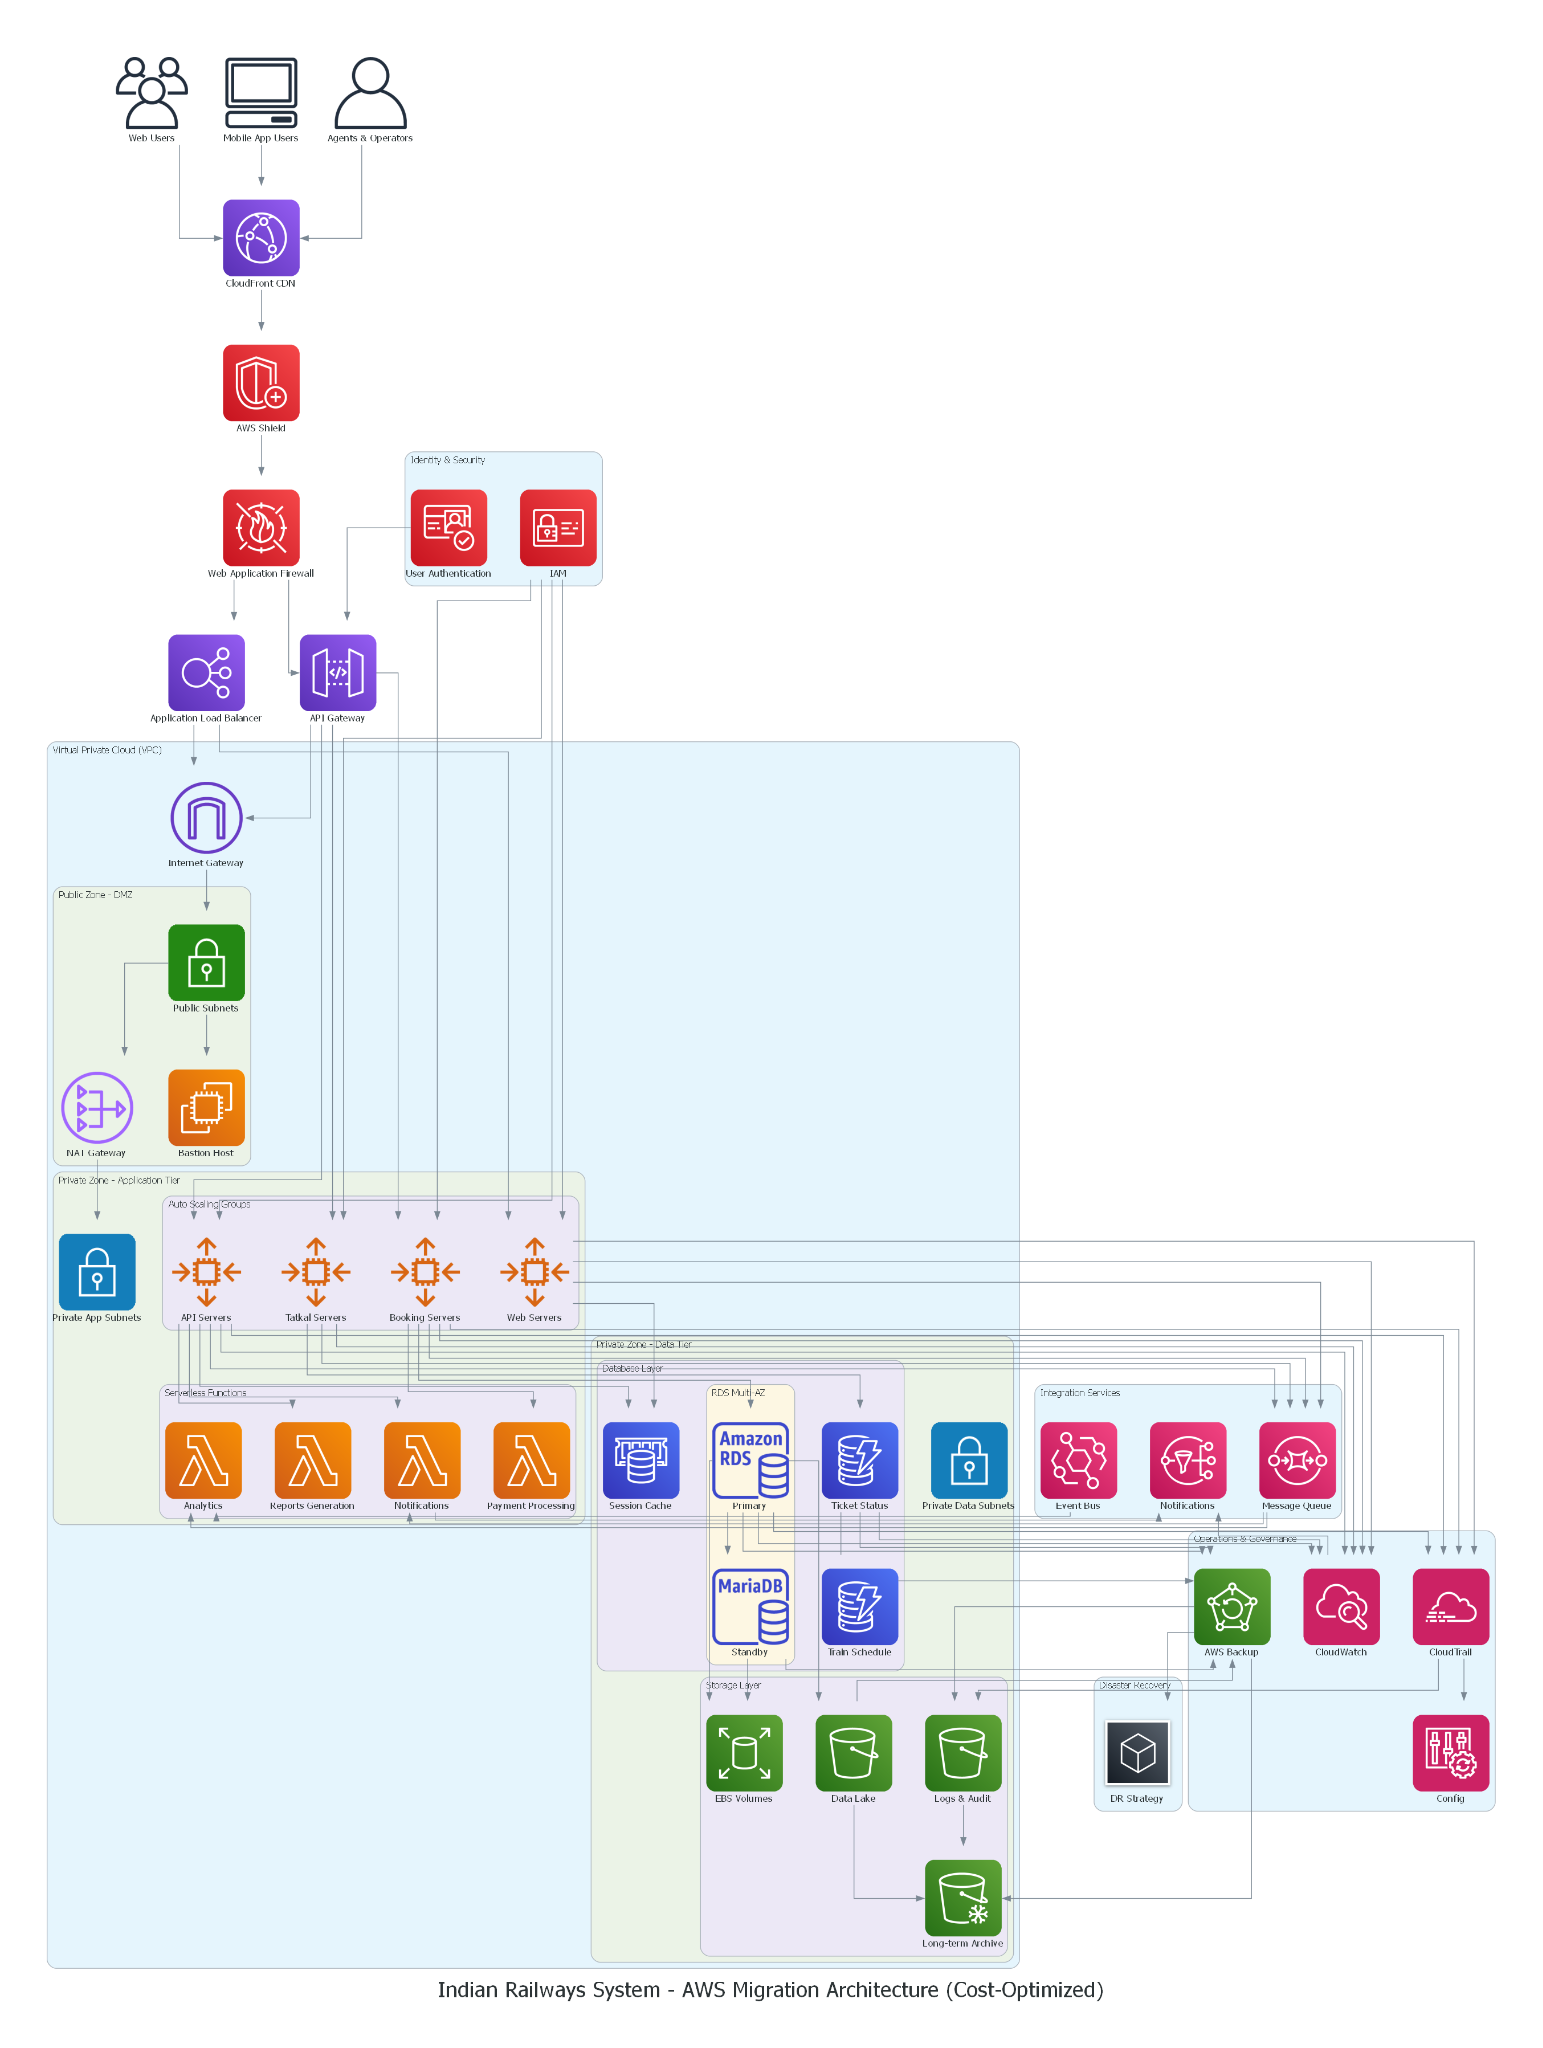 Web Users
Mobile App Users
Agents & Operators
CloudFront CDN
AWS Shield
Identity & Security
Web Application Firewall
User Authentication
IAM
Application Load Balancer
API Gateway
Virtual Private Cloud (VPC)
Internet Gateway
Public Zone - DMZ
Public Subnets
NAT Gateway
Bastion Host
Private Zone - Application Tier
Auto Scaling Groups
Private App Subnets
API Servers
Tatkal Servers
Booking Servers
Web Servers
Private Zone - Data Tier
Database Layer
Serverless Functions
RDS Multi-AZ
Integration Services
Amazon
RDS
Analytics
Reports Generation
Notifications
Payment Processing
Session Cache
Primary
Ticket Status
Private Data Subnets
Event Bus
Notifications
Message Queue
Operations & Governance
MariaDB
Standby
Train Schedule
AWS Backup
CloudWatch
CloudTrail
Storage Layer
Disaster Recovery
EBS Volumes
Data Lake
Logs & Audit
DR Strategy
Config
Long-term Archive
Indian Railways System - AWS Migration Architecture (Cost-Optimized)